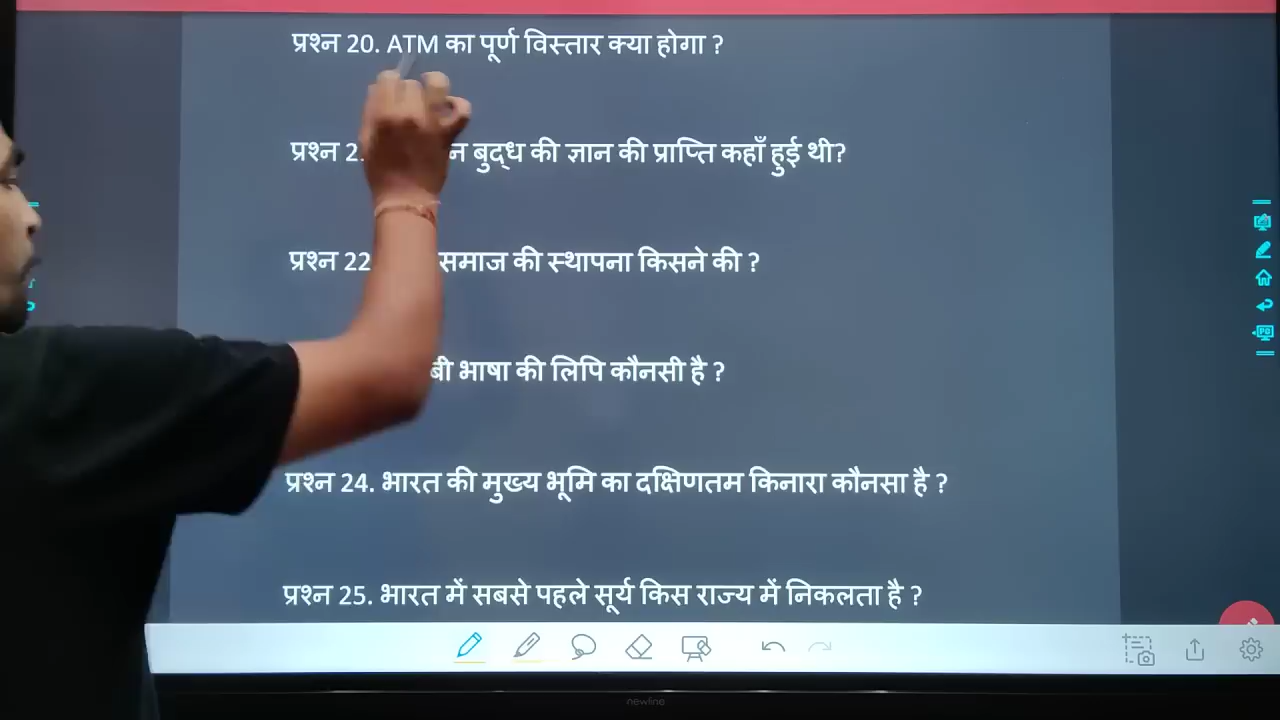 प्रश्न 20. ATM का पूर्ण विस्तार क्या होगा ?
प्रश्न बुद्ध की ज्ञान की प्राप्ति कहाँ हुई थी?
प्रश्न 22 समाज की स्थापना किसने की ?
भाषा की लिपि कौनसी है ?
प्रश्न 24. भारत की मुख्य भूमि का दक्षिणतम किनारा कौनसा है ?
प्रश्न 25. भारत में सबसे पहले सूर्य किस राज्य में निकलता है ?
newline